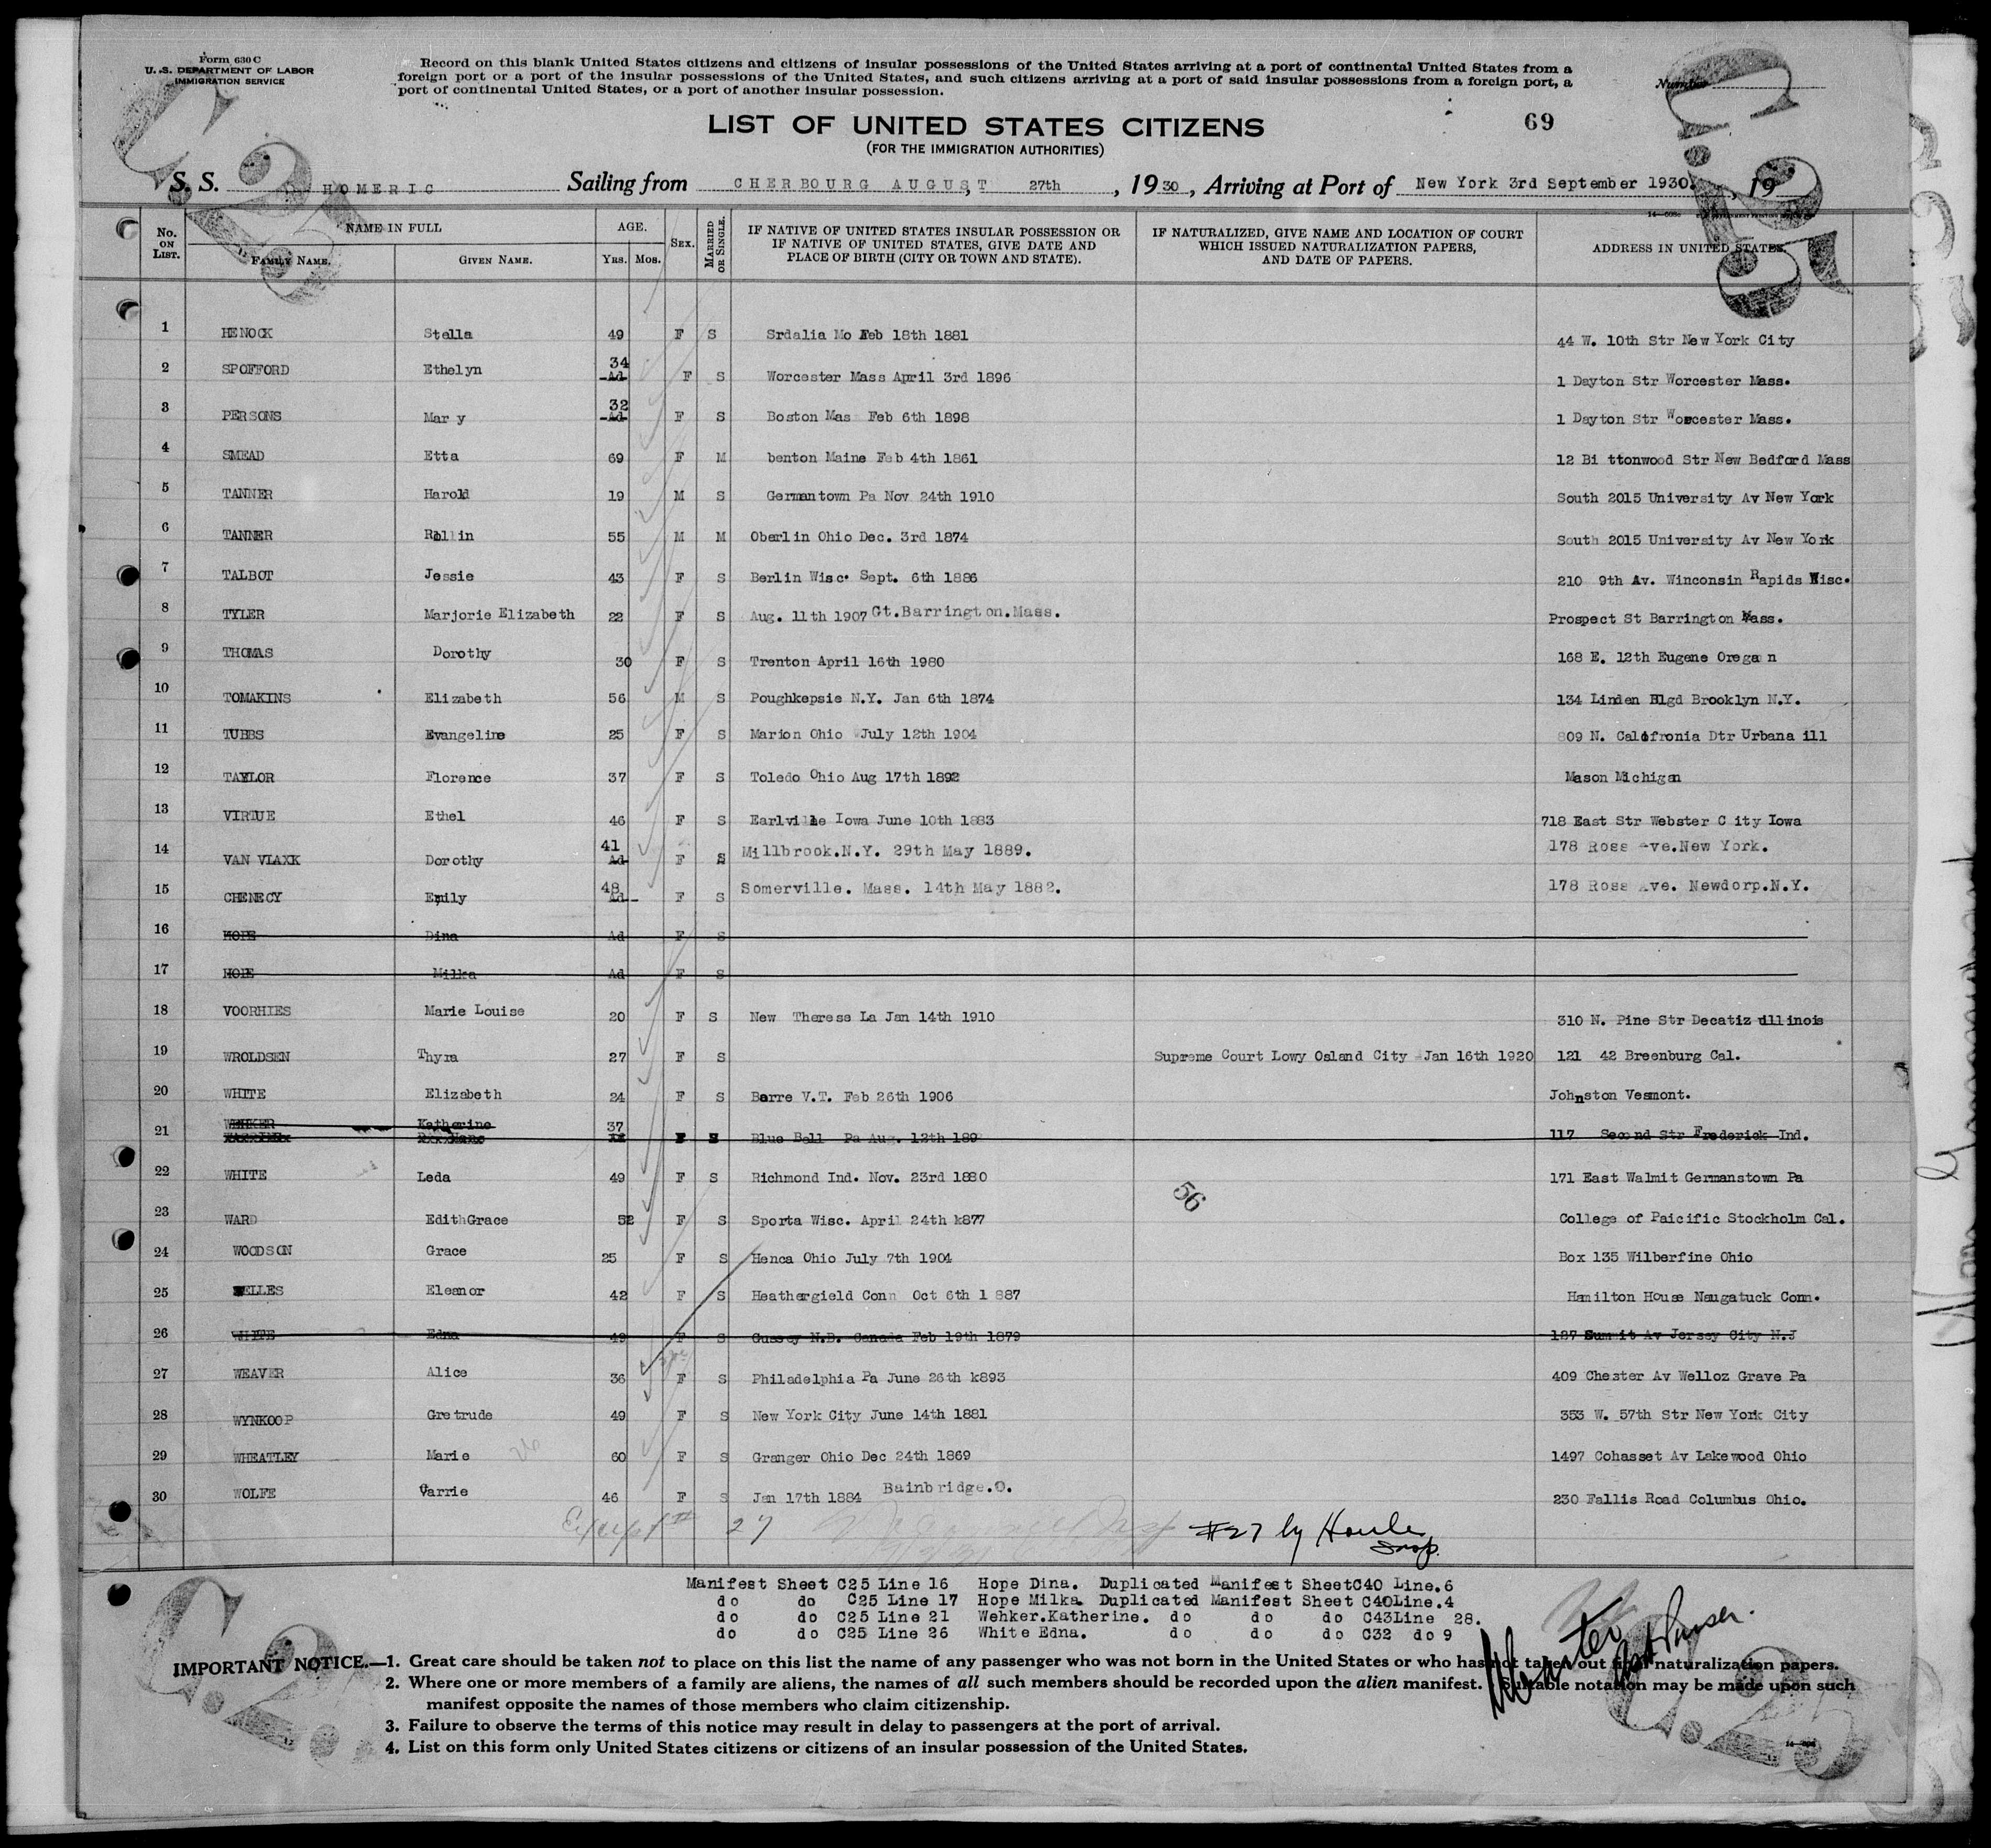 Form 630 C
U. S. DEPARTMENT OF LABOR
IMMIGRATION SERVICE
Record on this blank United States citizens and citizens of insular possessions of the United States arriving at a port of continental United States from a
foreign port or a port of the insular possessions of the United States, and such citizens arriving at a port of said insular possessions from a foreign port, a
port of continental United States, or a port of another insular possession.
Number
C.25
C.25
LIST OF UNITED STATES CITIZENS
69
(FOR THE IMMIGRATION AUTHORITIES)
S. S. HOMERIC Sailing from CHERBOURG AUGUST, 27th, 1930, Arriving at Port of New York 3rd September 1930., 19
No. ON LIST. NAME IN FULL AGE. SEX. MARRIED OR SINGLE. IF NATIVE OF UNITED STATES INSULAR POSSESSION OR IF NATIVE OF UNITED STATES, GIVE DATE AND PLACE OF BIRTH (CITY OR TOWN AND STATE). IF NATURALIZED, GIVE NAME AND LOCATION OF COURT WHICH ISSUED NATURALIZATION PAPERS, AND DATE OF PAPERS. ADDRESS IN UNITED STATES.
FAMILY NAME. GIVEN NAME. YRS. MOS.
1 HENOCK Stella 49 F S Srdalia Mo Feb 18th 1881 44 W. 10th Str New York City
2 SPOFFORD Ethelyn 34 Ad F S Worcester Mass April 3rd 1896 1 Dayton Str Worcester Mass.
3 PERSONS Mar y 32 Ad F S Boston Mas Feb 6th 1898 1 Dayton Str Worcester Mass.
4 SMEAD Etta 69 F M benton Maine Feb 4th 1861 12 Bi ttonwood Str New Bedford Mass
5 TANNER Harold 19 M S Germantown Pa Nov 24th 1910 South 2015 University Av New York
6 TANNER Rollin 55 M M Oberlin Ohio Dec. 3rd 1874 South 2015 University Av New York
7 TALBOT Jessie 43 F S Berlin Wisc. Sept. 6th 1886 210 9th Av. Winconsin Rapids Wisc.
8 TYLER Marjorie Elizabeth 22 F S Aug. 11th 1907 Gt.Barrington.Mass. Prospect St Barrington Mass.
9 THOMAS Dorothy 30 F S Trenton April 16th 1980 168 E. 12th Eugene Oregan
10 TOMAKINS Elizabeth 56 M S Poughkepsie N.Y. Jan 6th 1874 134 Linden Blgd Brooklyn N.Y.
11 TUBBS Evangeline 25 F S Marion Ohio July 12th 1904 809 N. Califronia Dtr Urbana ill
12 TAYLOR Florence 37 F S Toledo Ohio Aug 17th 1892 Mason Michigan
13 VIRTUE Ethel 46 F S Earlville Iowa June 10th 1883 718 East Str Webster City Iowa
14 VAN VLAXK Dorothy 41 Ad F S Millbrook.N.Y. 29th May 1889. 178 Ross Ave.New York.
15 CHENECY Emily 48 Ad F S Somerville. Mass. 14th May 1882. 178 Ross Ave. Newdorp.N.Y.
16 HOPE Dina Ad F S
17 HOPE Milka Ad F S
18 VOORHIES Marie Louise 20 F S New Therese La Jan 14th 1910 310 N. Pine Str Decatiz illinois
19 WROLDSEN Thyra 27 F S Supreme Court Lowy Osland City Jan 16th 1920 121 42 Breenburg Cal.
20 WHITE Elizabeth 24 F S Barre V.T. Feb 26th 1906 Johnston Vesmont.
21 WEHKER Katherine 37 F S Blue Ball Pa Aug. 12th 189 117 Second Str Frederick Ind.
22 WHITE Leda 49 F S Richmond Ind. Nov. 23rd 1880 171 East Walmit Germanstown Pa
56
23 WARD EdithGrace 52 F S Sporta Wisc. April 24th k877 College of Paicific Stockholm Cal.
24 WOODSON Grace 25 F S Henca Ohio July 7th 1904 Box 135 Wilberfine Ohio
25 WELLES Eleanor 42 F S Heathergield Conn Oct 6th 1 887 Hamilton House Naugatuck Conn.
26 WHITE Edna 49 F S Cussey N.B. Canada Feb 19th 1879 127 Summit Av Jersey City N.J
27 WEAVER Alice 36 F S Philadelphia Pa June 26th k893 409 Chester Av Welloz Grave Pa
28 WYNKOOP Gretrude 49 F S New York City June 14th 1881 353 W. 57th Str New York City
29 WHEATLEY Marie 60 F S Granger Ohio Dec 24th 1869 1497 Cohasset Av Lakewood Ohio
30 WOLFE Carrie 46 F S Jan 17th 1884 Bainbridge.O. 230 Fallis Road Columbus Ohio.
27 #27 by
Insp.
Manifest Sheet C25 Line 16 Hope Dina. Duplicated Manifest SheetC40 Line.6
do do C25 Line 17 Hope Milka. Duplicated Manifest Sheet C40Line.4
do do C25 Line 21 Wehker.Katherine. do do do C43Line 28.
do do C25 Line 26 White Edna. do do do C32 do 9
IMPORTANT NOTICE.—1. Great care should be taken not to place on this list the name of any passenger who was not born in the United States or who has not taken out final naturalization papers.
2. Where one or more members of a family are aliens, the names of all such members should be recorded upon the alien manifest. Suitable notation may be made upon such
manifest opposite the names of those members who claim citizenship.
3. Failure to observe the terms of this notice may result in delay to passengers at the port of arrival.
4. List on this form only United States citizens or citizens of an insular possession of the United States.
C.25
C.25